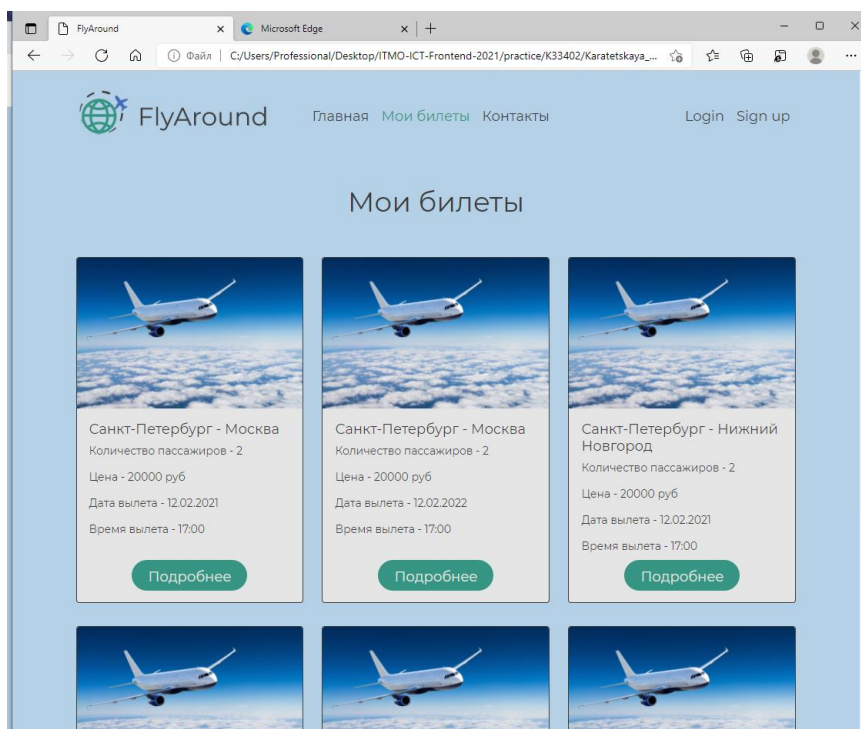 FlyAround
Microsoft Edge
Файл C:/Users/Professional/Desktop/ITMO-ICT-Frontend-2021/practice/K33402/Karatetskaya_...
FlyAround Главная Мои билеты Контакты Login Sign up
Мои билеты
Санкт-Петербург - Москва
Количество пассажиров - 2
Цена - 20000 руб
Дата вылета - 12.02.2021
Время вылета - 17:00
Подробнее
Санкт-Петербург - Москва
Количество пассажиров - 2
Цена - 20000 руб
Дата вылета - 12.02.2022
Время вылета - 17:00
Подробнее
Санкт-Петербург - Нижний
Новгород
Количество пассажиров - 2
Цена - 20000 руб
Дата вылета - 12.02.2021
Время вылета - 17:00
Подробнее